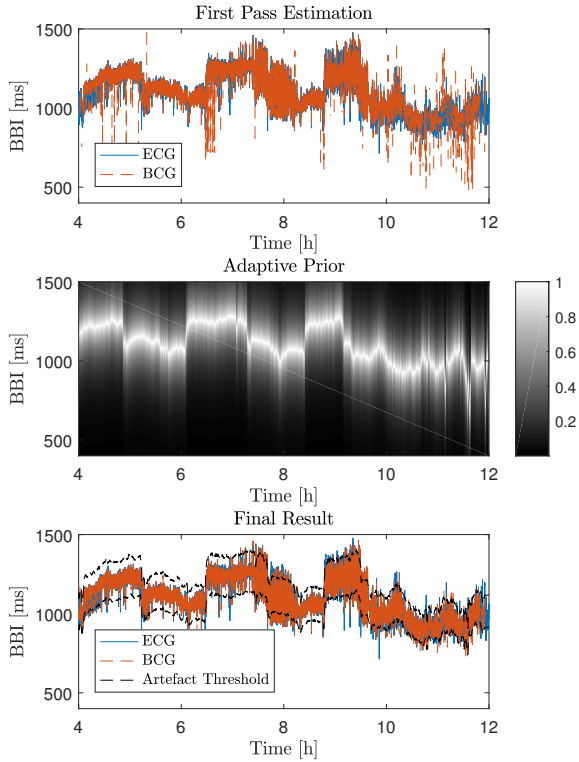 First Pass Estimation
BBI [ms]
1500
1000
500
ECG
BCG
4 6 8 10 12
Time [h]
Adaptive Prior
BBI [ms]
1500
1000
500
4 6 8 10 12
Time [h]
1
0.8
0.6
0.4
0.2
Final Result
BBI [ms]
1500
1000
500
ECG
BCG
Artefact Threshold
4 6 8 10 12
Time [h]